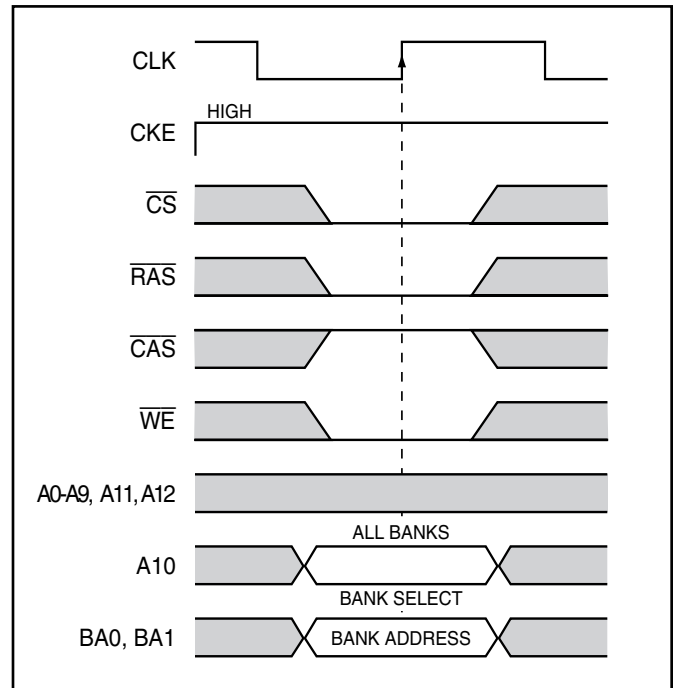 CLK
CKE
HIGH
CS
RAS
CAS
WE
A0-A9, A11, A12
ALL BANKS
A10
BANK SELECT
BA0, BA1
BANK ADDRESS